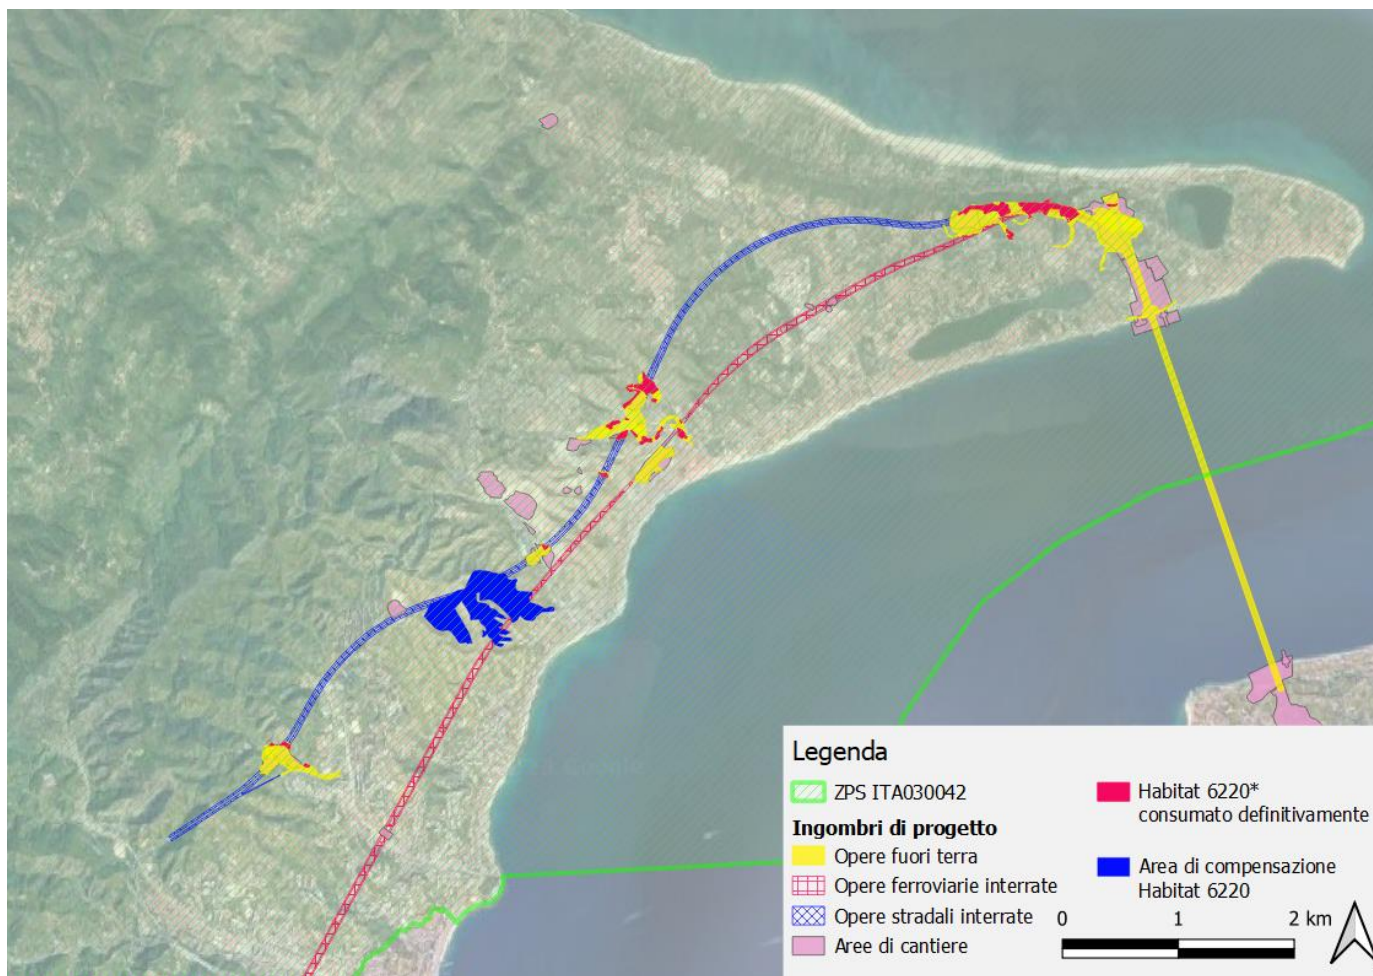 Legenda
ZPS ITA030042
Ingombri di progetto
Opere fuori terra
Opere ferroviarie interrate
Opere stradali interrate
Aree di cantiere
Habitat 6220*
consumato definitivamente
Area di compensazione
Habitat 6220
0 1 2 km